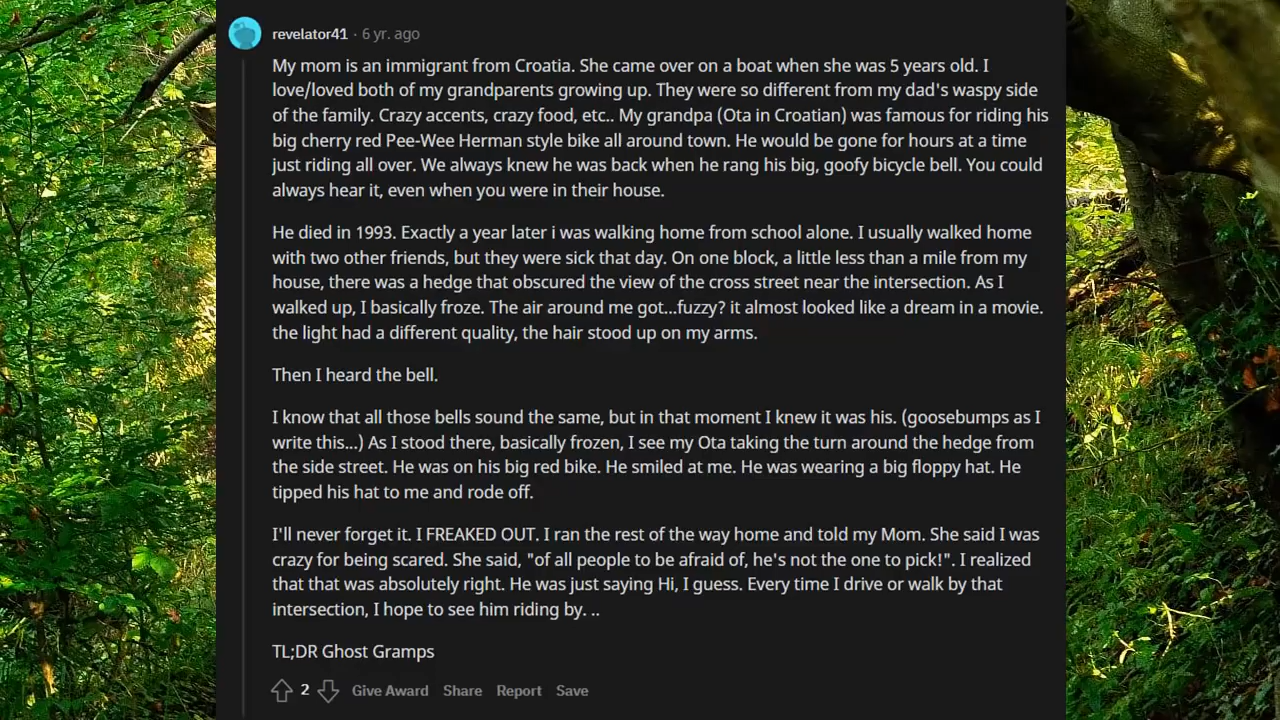 revelator41 · 6 yr. ago
My mom is an immigrant from Croatia. She came over on a boat when she was 5 years old. I
love/loved both of my grandparents growing up. They were so different from my dad's waspy side
of the family. Crazy accents, crazy food, etc.. My grandpa (Ota in Croatian) was famous for riding his
big cherry red Pee-Wee Herman style bike all around town. He would be gone for hours at a time
just riding all over. We always knew he was back when he rang his big, goofy bicycle bell. You could
always hear it, even when you were in their house.
He died in 1993. Exactly a year later i was walking home from school alone. I usually walked home
with two other friends, but they were sick that day. On one block, a little less than a mile from my
house, there was a hedge that obscured the view of the cross street near the intersection. As I
walked up, I basically froze. The air around me got...fuzzy? it almost looked like a dream in a movie.
the light had a different quality, the hair stood up on my arms.
Then I heard the bell.
I know that all those bells sound the same, but in that moment I knew it was his. (goosebumps as I
write this...) As I stood there, basically frozen, I see my Ota taking the turn around the hedge from
the side street. He was on his big red bike. He smiled at me. He was wearing a big floppy hat. He
tipped his hat to me and rode off.
I'll never forget it. I FREAKED OUT. I ran the rest of the way home and told my Mom. She said I was
crazy for being scared. She said, "of all people to be afraid of, he's not the one to pick!". I realized
that that was absolutely right. He was just saying Hi, I guess. Every time I drive or walk by that
intersection, I hope to see him riding by. ..
TL;DR Ghost Gramps
2 Give Award Share Report Save